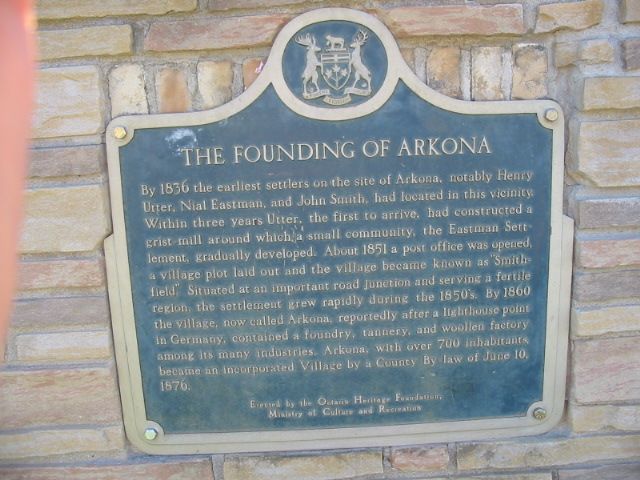 THE FOUNDING OF ARKONA
By 1836 the earliest settlers on the site of Arkona, notably Henry
Utter, Nial Eastman, and John Smith, had located in this vicinity.
Within three years Utter, the first to arrive, had constructed a
grist mill around which a small community, the Eastman Sett-
lement, gradually developed. About 1851 a post office was opened,
a village plot laid out and the village became known as "Smith-
field". Situated at an important road junction and serving a fertile
region, the settlement grew rapidly during the 1850's. By 1860
the village, now called Arkona, reportedly after a lighthouse point
in Germany, contained a foundry, tannery, and woollen factory
among its many industries. Arkona, with over 700 inhabitants,
became an incorporated Village by a County By-law of June 10,
1876.
Erected by the Ontario Heritage Foundation,
Ministry of Culture and Recreation